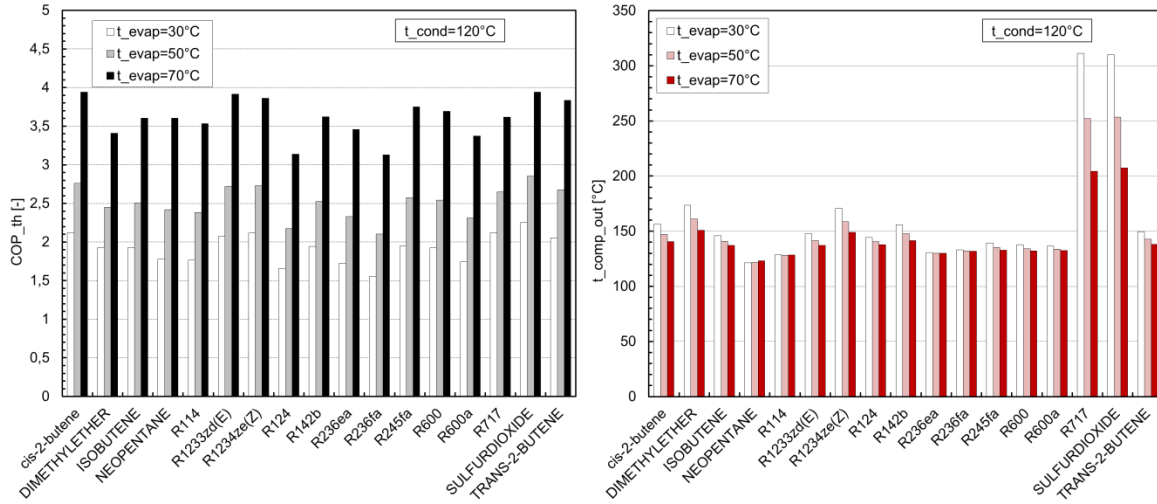 5
4,5
4
3,5
3
2,5
2
1,5
1
0,5
0
COP_th [-]
t_evap=30°C
t_evap=50°C
t_evap=70°C
t_cond=120°C
cis-2-butene
DIMETHYLETHER
ISOBUTENE
NEOPENTANE
R114
R1233zd(E)
R1234ze(Z)
R124
R142b
R236ea
R236fa
R245fa
R600
R600a
R717
SULFURDIOXIDE
TRANS-2-BUTENE
350
300
250
200
150
100
50
0
t_comp_out [°C]
t_evap=30°C
t_evap=50°C
t_evap=70°C
t_cond=120°C
cis-2-butene
DIMETHYLETHER
ISOBUTENE
NEOPENTANE
R114
R1233zd(E)
R1234ze(Z)
R124
R142b
R236ea
R236fa
R245fa
R600
R600a
R717
SULFURDIOXIDE
TRANS-2-BUTENE